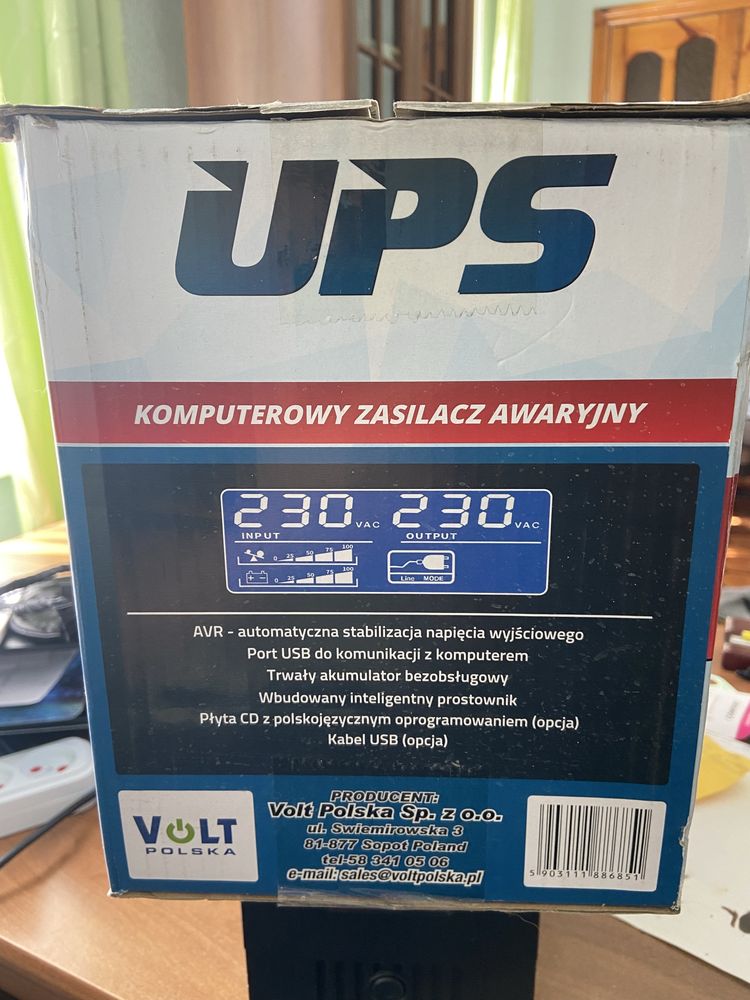 UPS
KOMPUTEROWY ZASILACZ AWARYJNY
230 VAC 230 VAC
INPUT OUTPUT
0 25 50 75 100
0 25 50 75 100
Line MODE
AVR - automatyczna stabilizacja napięcia wyjściowego
Port USB do komunikacji z komputerem
Trwały akumulator bezobsługowy
Wbudowany inteligentny prostownik
Płyta CD z polskojęzycznym oprogramowaniem (opcja)
Kabel USB (opcja)
VOLT
POLSKA
PRODUCENT:
Volt Polska Sp. z o.o.
ul. Swiemirowska 3
81-877 Sopot Poland
tel-58 341 05 06
e-mail: sales@voltpolska.pl
5 903111 886851